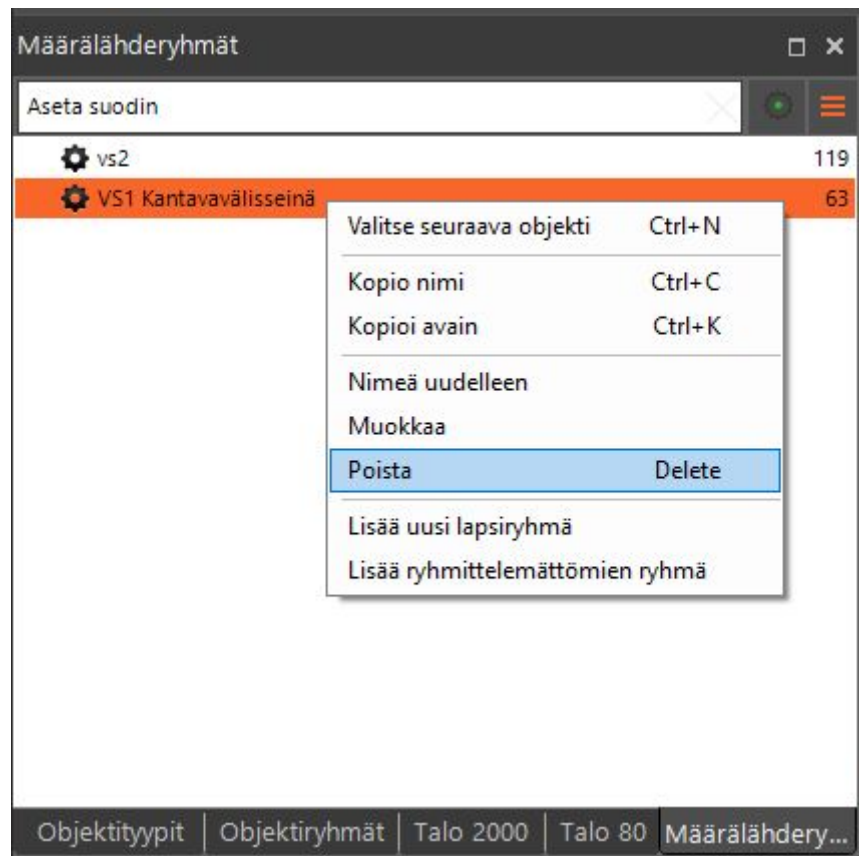 Määrälähderyhmät
Aseta suodin
vs2 119
VS1 Kantavavälisseinä 63
Valitse seuraava objekti Ctrl+N
Kopio nimi Ctrl+C
Kopioi avain Ctrl+K
Nimeä uudelleen
Muokkaa
Poista Delete
Lisää uusi lapsiryhmä
Lisää ryhmittelemättömien ryhmä
Objektityypit Objektiryhmät Talo 2000 Talo 80 Määrälähdery...